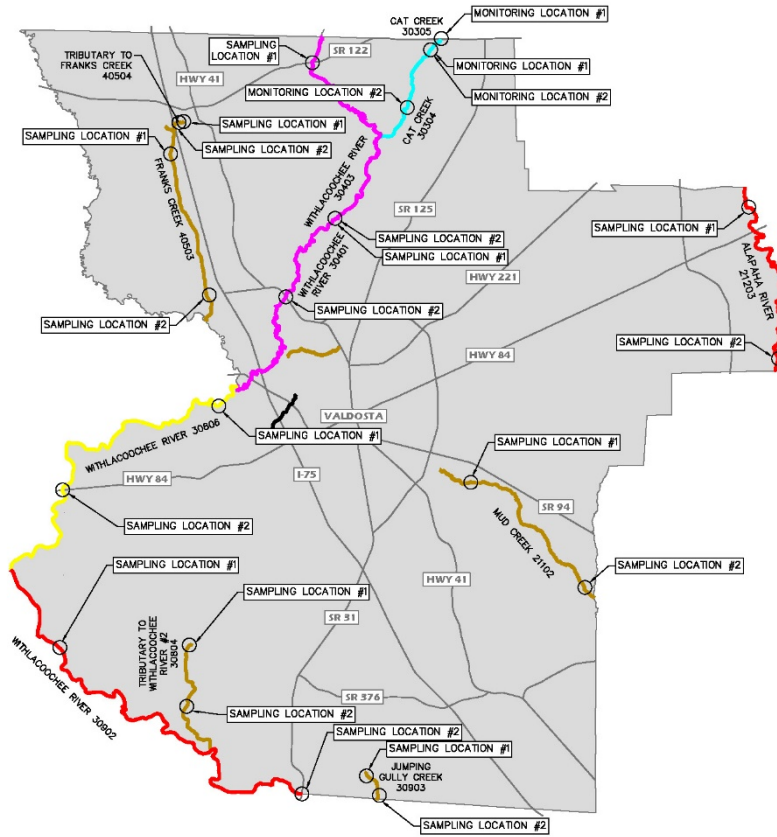 CAT CREEK
30305
MONITORING LOCATION #1
TRIBUTARY TO
FRANKS CREEK
40504
SAMPLING
LOCATION #1
SR 122
MONITORING LOCATION #1
HWY 41
MONITORING LOCATION #2
MONITORING LOCATION #2
CAT CREEK
30304
SAMPLING LOCATION #1
SAMPLING LOCATION #1
SAMPLING LOCATION #2
FRANKS CREEK 40503
WITHLACOOCHEE RIVER
30403
SR 125
SAMPLING LOCATION #1
ALAPAHA RIVER
21203
SAMPLING LOCATION #2
SAMPLING LOCATION #1
WITHLACOOCHEE
RIVER 30401
HWY 221
SAMPLING LOCATION #2
SAMPLING LOCATION #2
SAMPLING LOCATION #2
HWY 84
VALDOSTA
SAMPLING LOCATION #1
WITHLACOOCHEE RIVER 30806
SAMPLING LOCATION #1
HWY 84
I-75
SR 94
MUD CREEK 21102
SAMPLING LOCATION #2
SAMPLING LOCATION #1
SAMPLING LOCATION #2
HWY 41
SAMPLING LOCATION #1
SR 31
TRIBUTARY TO
WITHLACOOCHEE
RIVER #2
30804
WITHLACOOCHEE RIVER 30902
SR 376
SAMPLING LOCATION #2
SAMPLING LOCATION #2
SAMPLING LOCATION #1
JUMPING
GULLY CREEK
30903
SAMPLING LOCATION #2